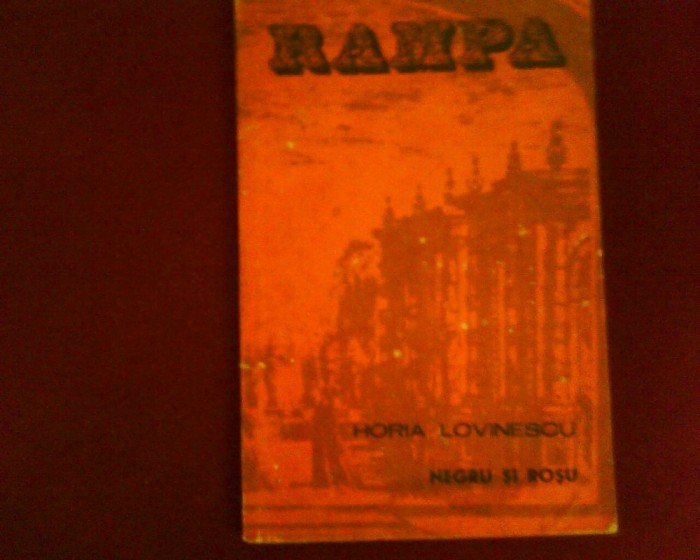 RAMPA
HORIA LOVINESCU
NEGRU ȘI ROȘU